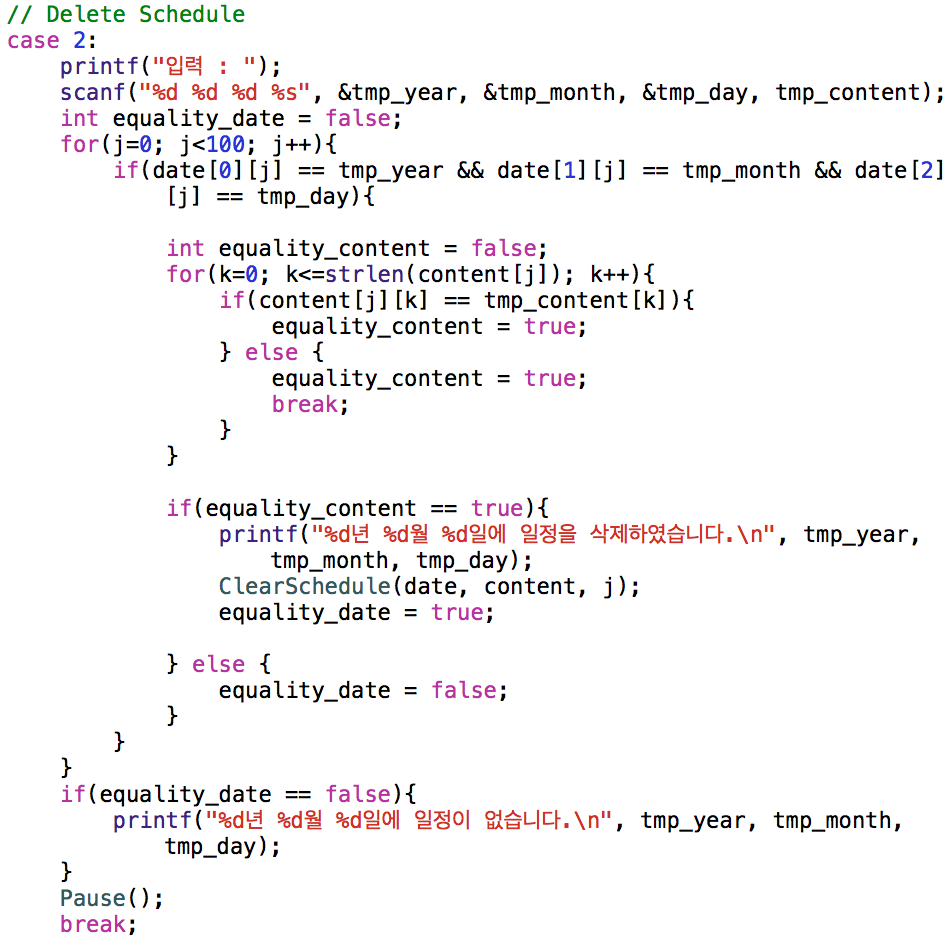 // Delete Schedule
case 2:
    printf("입력 : ");
    scanf("%d %d %d %s", &tmp_year, &tmp_month, &tmp_day, tmp_content);
    int equality_date = false;
    for(j=0; j<100; j++){
        if(date[0][j] == tmp_year && date[1][j] == tmp_month && date[2]
            [j] == tmp_day){

            int equality_content = false;
            for(k=0; k<=strlen(content[j]); k++){
                if(content[j][k] == tmp_content[k]){
                    equality_content = true;
                } else {
                    equality_content = true;
                    break;
                }
            }

            if(equality_content == true){
                printf("%d년 %d월 %d일에 일정을 삭제하였습니다.\n", tmp_year,
                    tmp_month, tmp_day);
                ClearSchedule(date, content, j);
                equality_date = true;

            } else {
                equality_date = false;
            }
        }
    }
    if(equality_date == false){
        printf("%d년 %d월 %d일에 일정이 없습니다.\n", tmp_year, tmp_month,
            tmp_day);
    }
    Pause();
    break;